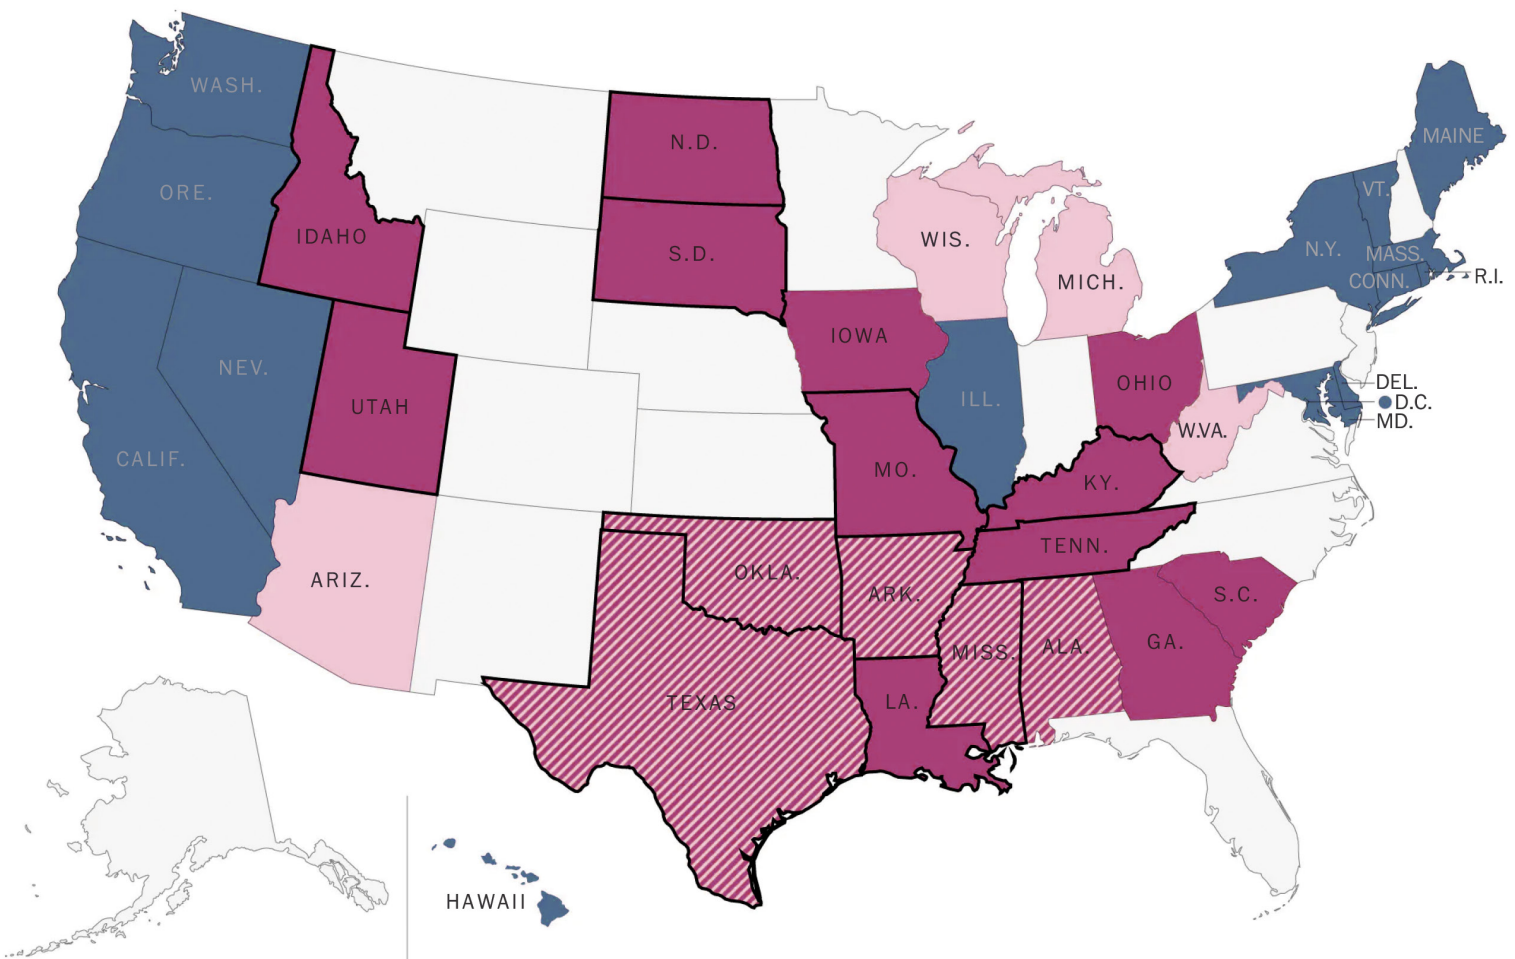 WASH.
MAINE
N.D.
VT.
ORE.
IDAHO
WIS.
N.Y.
MASS.
S.D.
CONN.
R.I.
MICH.
IOWA
NEV.
OHIO
DEL.
UTAH
ILL.
D.C.
MD.
W.VA.
CALIF.
MO.
KY.
TENN.
OKLA.
ARIZ.
ARK.
S.C.
MISS.
ALA.
GA.
TEXAS
LA.
HAWAII